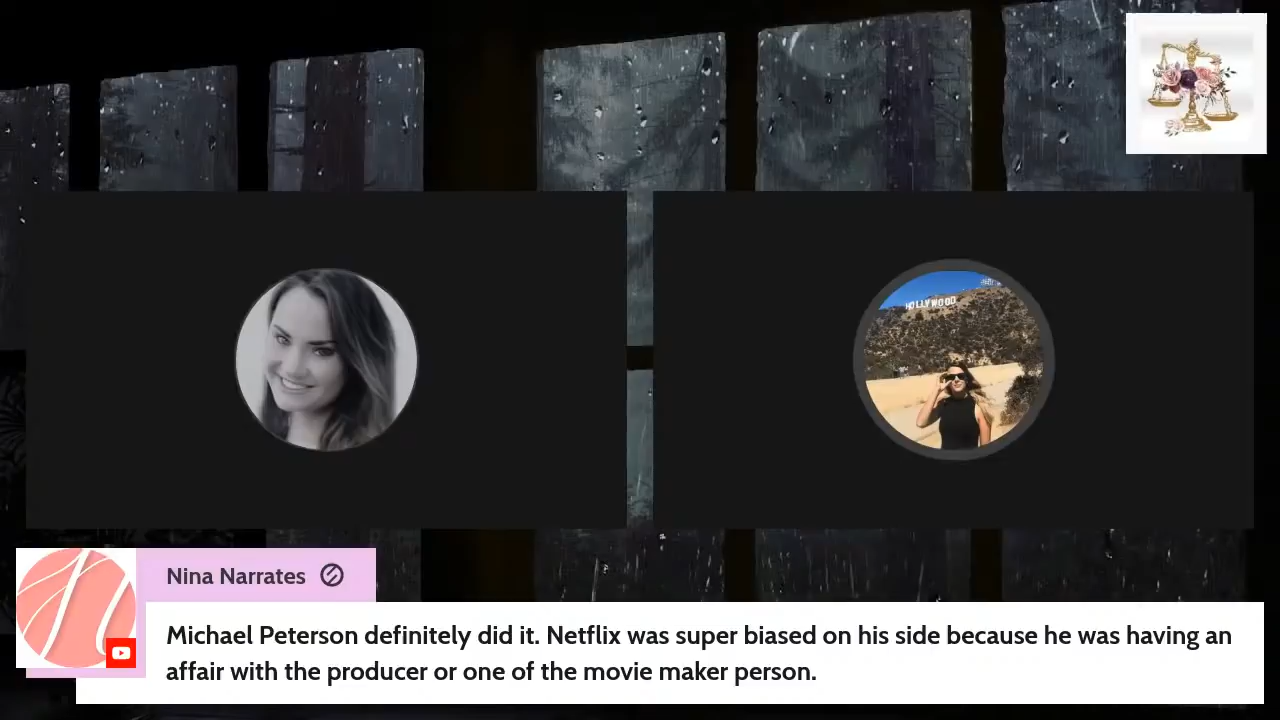 HOLLYWOOD
Nina Narrates
Michael Peterson definitely did it. Netflix was super biased on his side because he was having an
affair with the producer or one of the movie maker person.